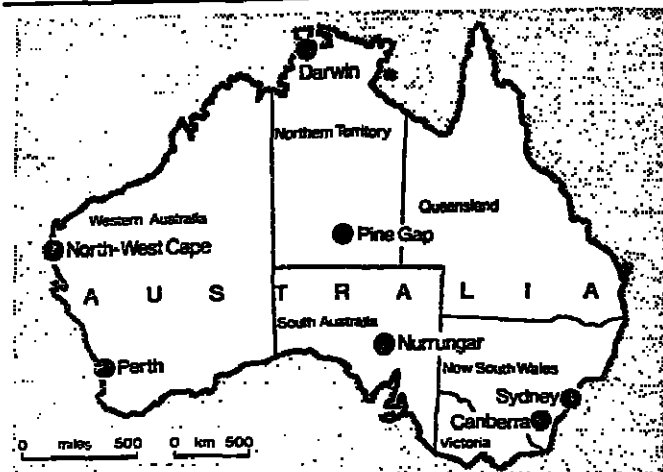 Darwin
Northern Territory
Queensland
Western Australia
North-West Cape
Pine Gap
A U S T R A L I A
South Australia
Nurrungar
Perth
New South Wales
Sydney
Canberra
Victoria
0 miles 500 0 km 500